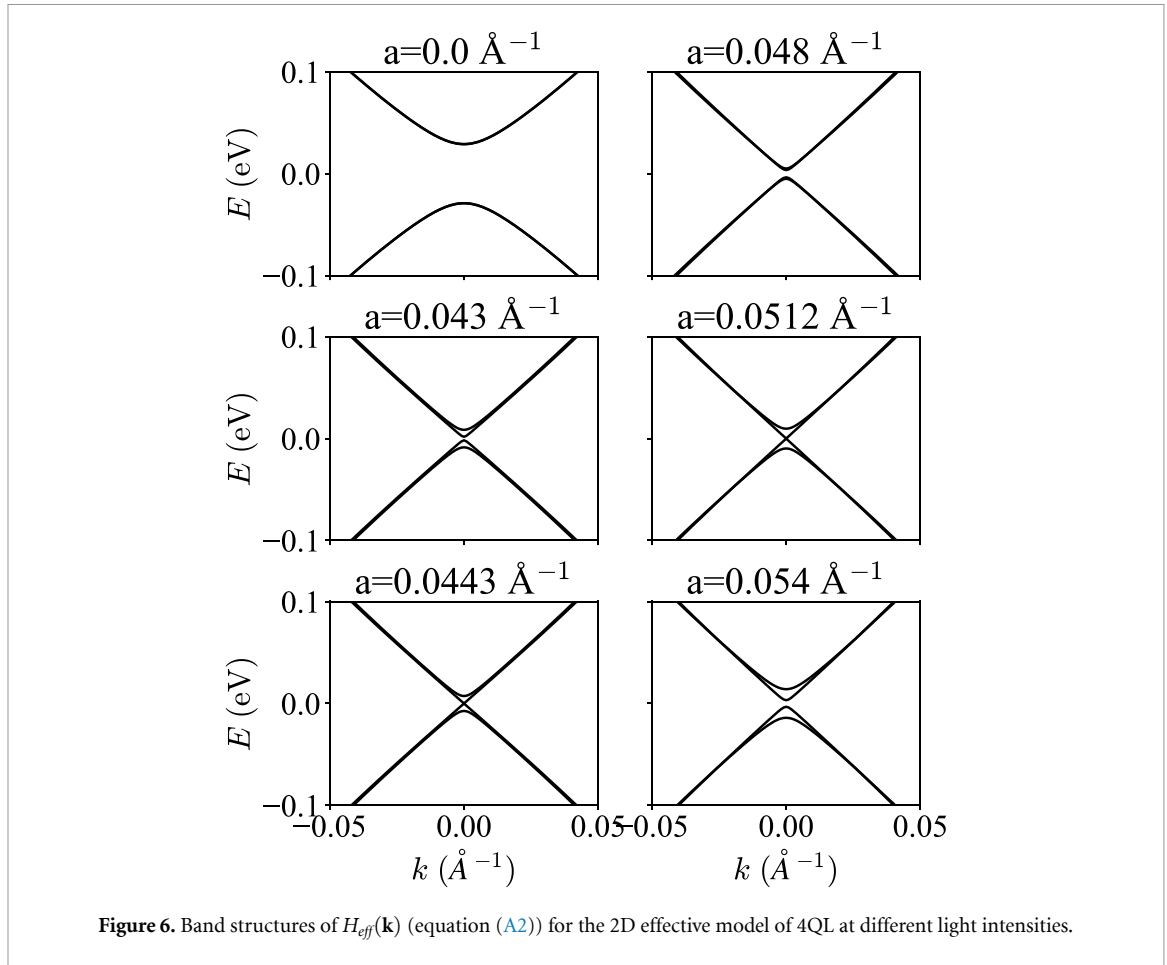 a=0.0 Å−1 a=0.048 Å−1
0.1
E (eV)
0.0
−0.1
a=0.043 Å−1 a=0.0512 Å−1
0.1
E (eV)
0.0
−0.1
a=0.0443 Å−1 a=0.054 Å−1
0.1
E (eV)
0.0
−0.1
−0.05 0.00 0.05 −0.05 0.00 0.05
k (Å−1) k (Å−1)
Figure 6. Band structures of Heff(k) (equation (A2)) for the 2D effective model of 4QL at different light intensities.